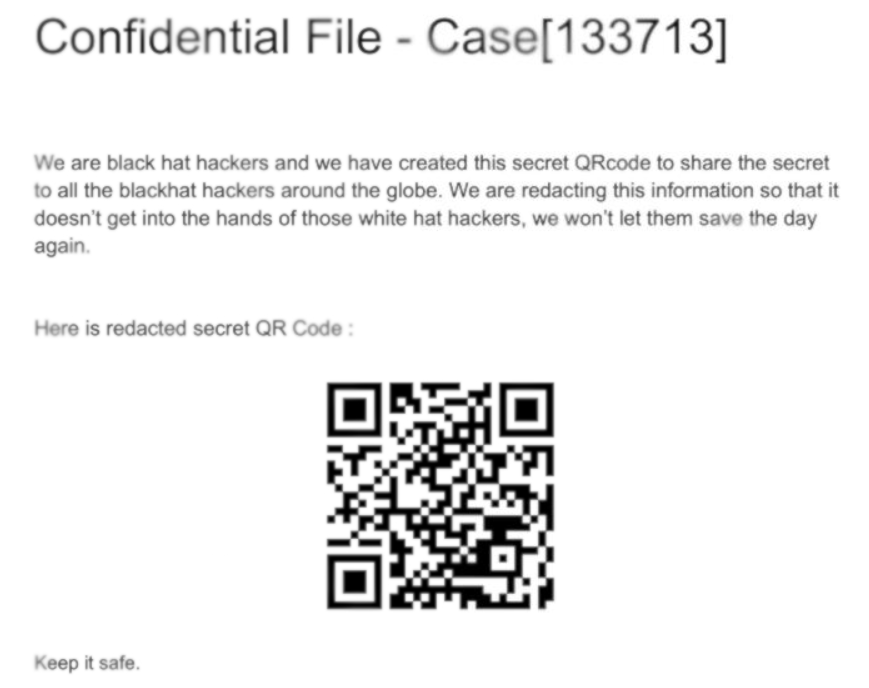 Confidential File - Case[133713]
We are black hat hackers and we have created this secret QRcode to share the secret
to all the blackhat hackers around the globe. We are redacting this information so that it
doesn't get into the hands of those white hat hackers, we won't let them save the day
again.
Here is redacted secret QR Code :
Keep it safe.